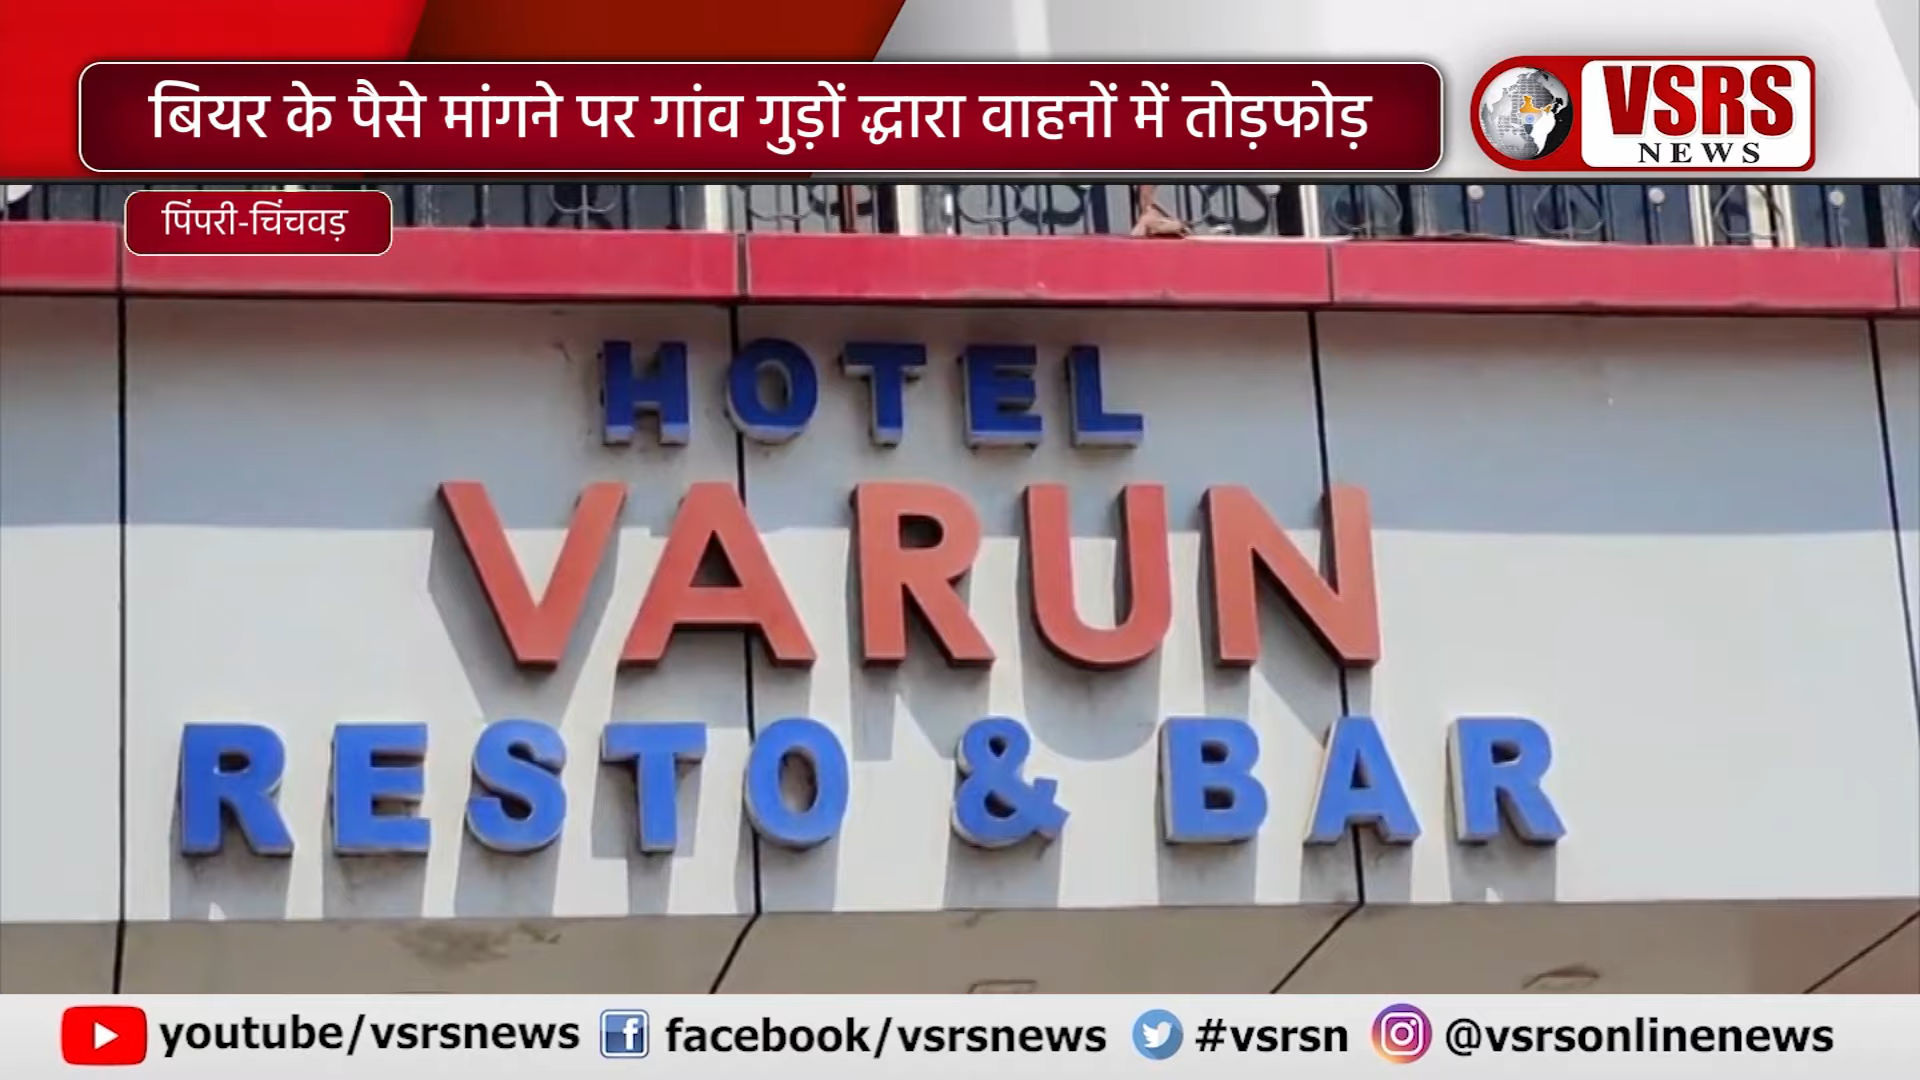 बियर के पैसे मांगने पर गांव गुड़ों द्धारा वाहनों में तोड़फोड़
VSRS
NEWS
पिंपरी-चिंचवड़
HOTEL
VARUN
RESTO & BAR
youtube/vsrsnews facebook/vsrsnews #vsrsn @vsrsonlinenews